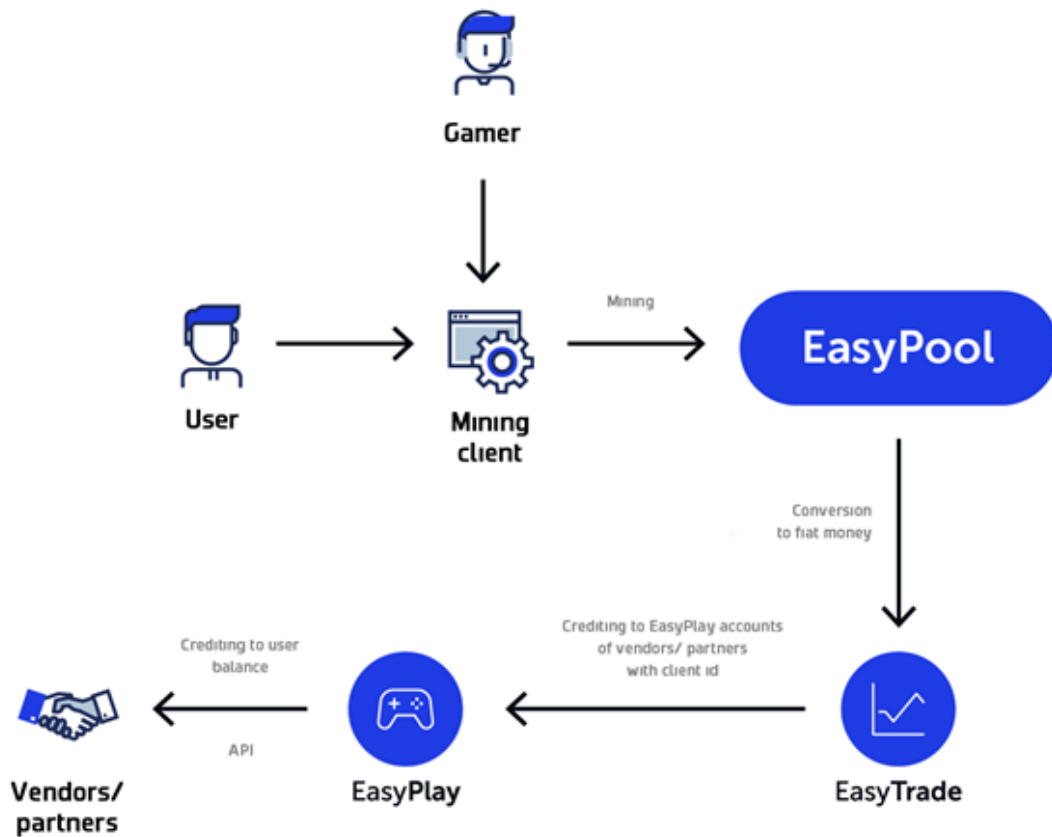 Gamer
User
Mining
client
Mining
EasyPool
Conversion
to fiat money
EasyTrade
Crediting to EasyPlay accounts
of vendors/ partners
with client id
EasyPlay
Crediting to user
balance
API
Vendors/
partners